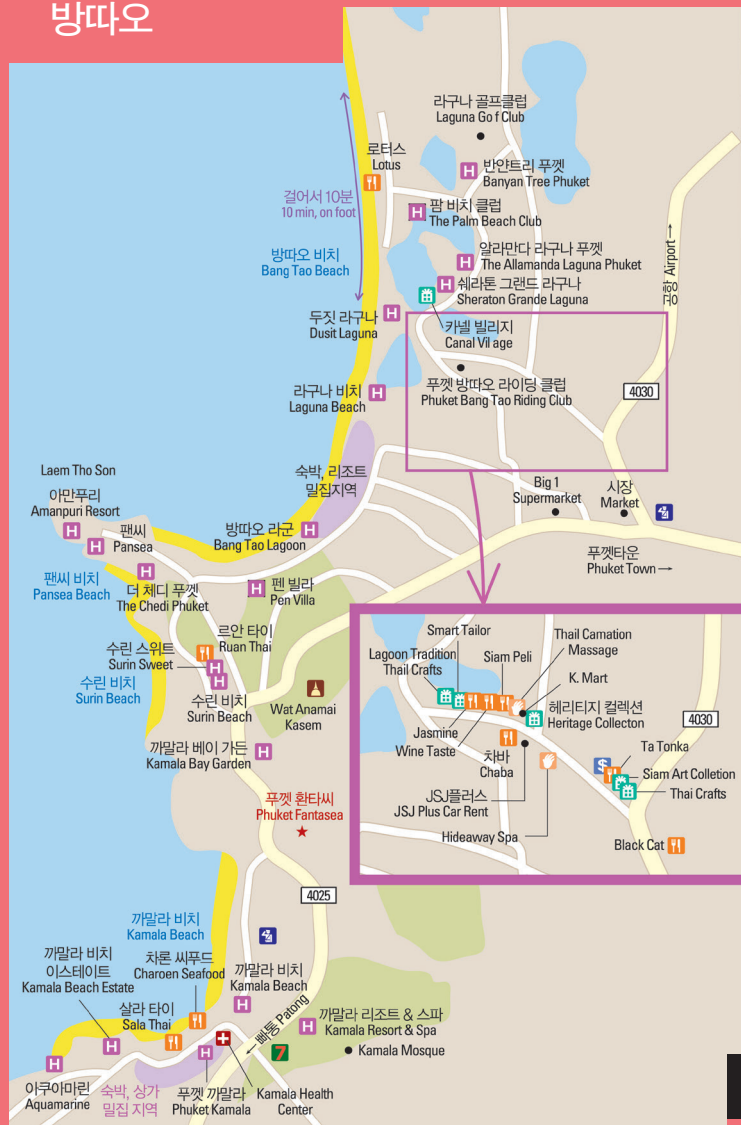 방따오
라구나 골프클럽
Laguna Go f Club
로터스
Lotus
반얀트리 푸껫
Banyan Tree Phuket
걸어서 10분
10 min, on foot
팜 비치 클럽
The Palm Beach Club
방따오 비치
Bang Tao Beach
알라만다 라구나 푸껫
The Allamanda Laguna Phuket
쉐라톤 그랜드 라구나
Sheraton Grande Laguna
공항 Airport →
두짓 라구나
Dusit Laguna
카넬 빌리지
Canal Vil age
푸껫 방따오 라이딩 클럽
Phuket Bang Tao Riding Club
4030
라구나 비치
Laguna Beach
Laem Tho Son
숙박, 리조트
밀집지역
Big 1
Supermarket
시장
Market
아만푸리
Amanpuri Resort
팬씨
Pansea
방따오 라군
Bang Tao Lagoon
푸껫타운
Phuket Town →
팬씨 비치
Pansea Beach
더 체디 푸껫
The Chedi Phuket
펜 빌라
Pen Villa
르안 타이
Ruan Thai
수린 스위트
Surin Sweet
수린 비치
Surin Beach
수린 비치
Surin Beach
Wat Anamai
Kasem
까말라 베이 가든
Kamala Bay Garden
푸껫 환타씨
Phuket Fantasea
Smart Tailor
Thail Camation
Massage
Lagoon Tradition
Thail Crafts
Siam Peli
K. Mart
헤리티지 컬렉션
Heritage Collecton
4030
Jasmine
Wine Taste
차바
Chaba
Ta Tonka
Siam Art Colletion
Thai Crafts
JSJ플러스
JSJ Plus Car Rent
Hideaway Spa
Black Cat
4025
까말라 비치
Kamala Beach
까말라 비치
이스테이트
Kamala Beach Estate
차론 씨푸드
Charoen Seafood
까말라 비치
Kamala Beach
살라 타이
Sala Thai
← 빠통 Patong
까말라 리조트 & 스파
Kamala Resort & Spa
7
Kamala Mosque
아쿠아마린
Aquamarine
숙박, 상가
밀집 지역
푸껫 까말라
Phuket Kamala
Kamala Health
Center